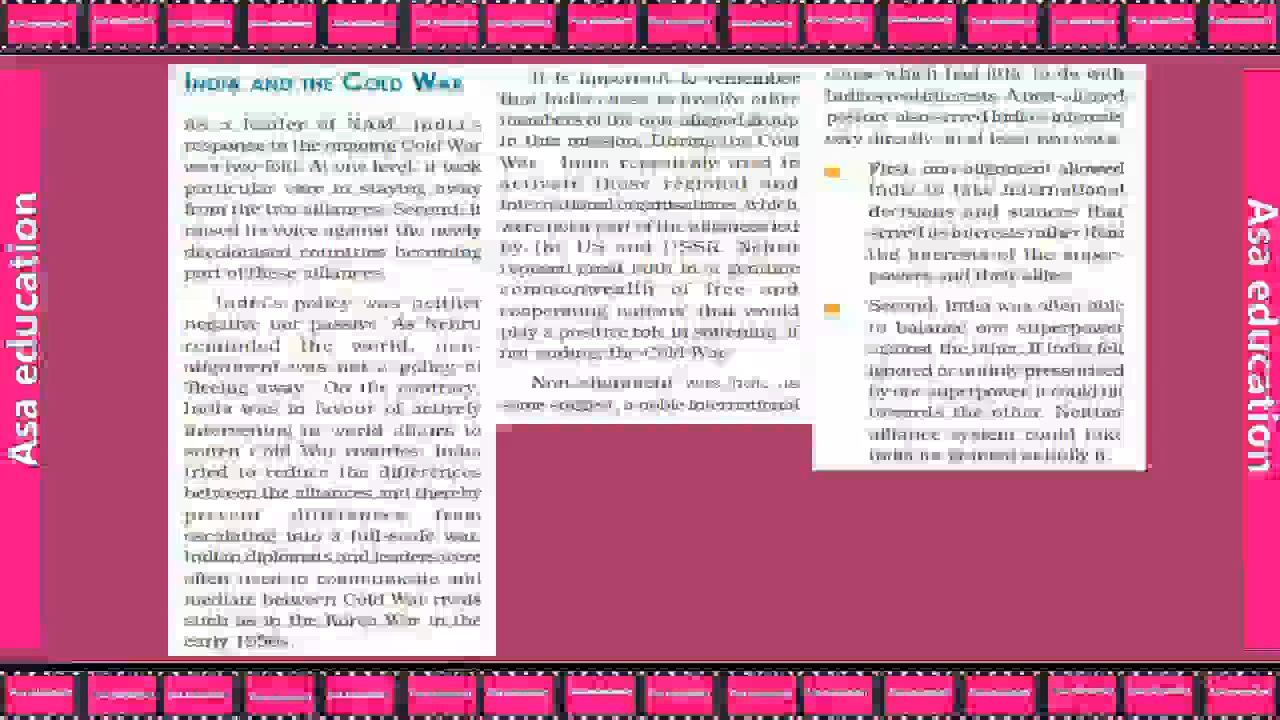 INDIA AND THE COLD WAR
As a leader of NAM, India's
response to the ongoing Cold War
was two-fold: At one level, it took
particular care in staying away
from the two alliances. Second, it
raised its voice against the newly
decolonised countries becoming
part of these alliances.
India's policy was neither
negative nor passive. As Nehru
reminded the world, non-
alignment was not a policy of
'fleeing away'. On the contrary,
India was in favour of actively
intervening in world affairs to
soften Cold War rivalries. India
tried to reduce the differences
between the alliances and thereby
prevent differences from
escalating into a full-scale war.
Indian diplomats and leaders were
often used to communicate and
mediate between Cold War rivals
such as in the Korea War in the
early 1950s.
It is important to remember
that India chose to involve other
members of the non-aligned group
in this mission. During the Cold
War, India repeatedly tried to
activate those regional and
international organisations, which
were not a part of the alliances led
by the US and USSR. Nehru
reposed great faith in 'a genuine
commonwealth of free and
cooperating nations' that would
play a positive role in softening, if
not ending, the Cold War.
Non-alignment was not, as
some suggest, a noble international
cause which had little to do with
India's real interests. A non-aligned
posture also served India's interests
very directly, in at least two ways:
First, non-alignment allowed
India to take international
decisions and stances that
served its interests rather than
the interests of the super-
powers and their allies.
Second, India was often able
to balance one superpower
against the other. If India felt
ignored or unduly pressurised
by one superpower, it could tilt
towards the other. Neither
alliance system could take
India for granted or bully it.
Asa education
Asa education